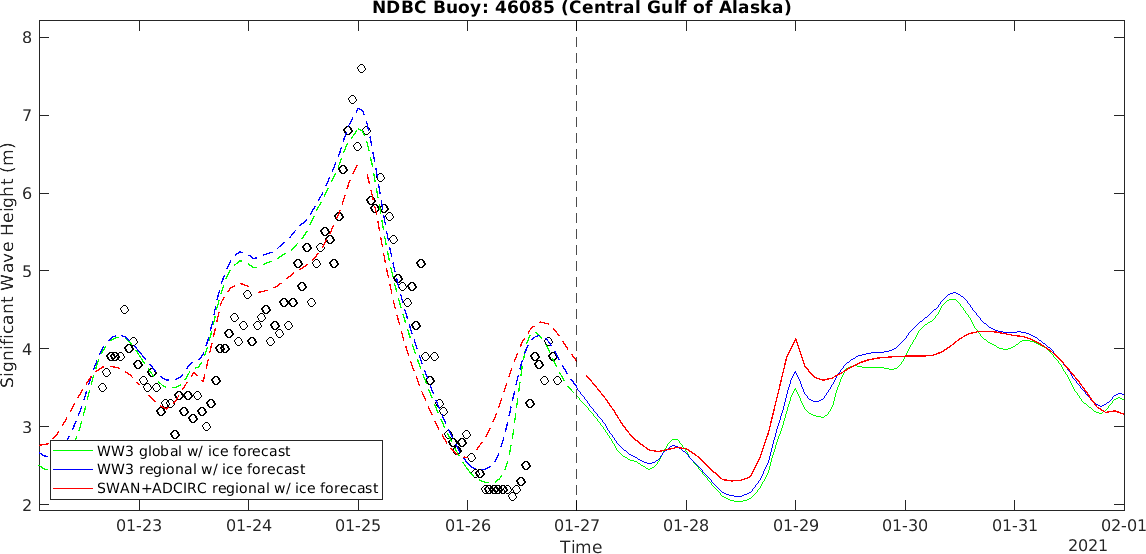 NDBC Buoy: 46085 (Central Gulf of Alaska)
Significant Wave Height (m)
8
7
6
5
4
3
2
WW3 global w/ ice forecast
WW3 regional w/ ice forecast
SWAN+ADCIRC regional w/ ice forecast
01-23 01-24 01-25 01-26 01-27 01-28 01-29 01-30 01-31 02-01
Time
2021